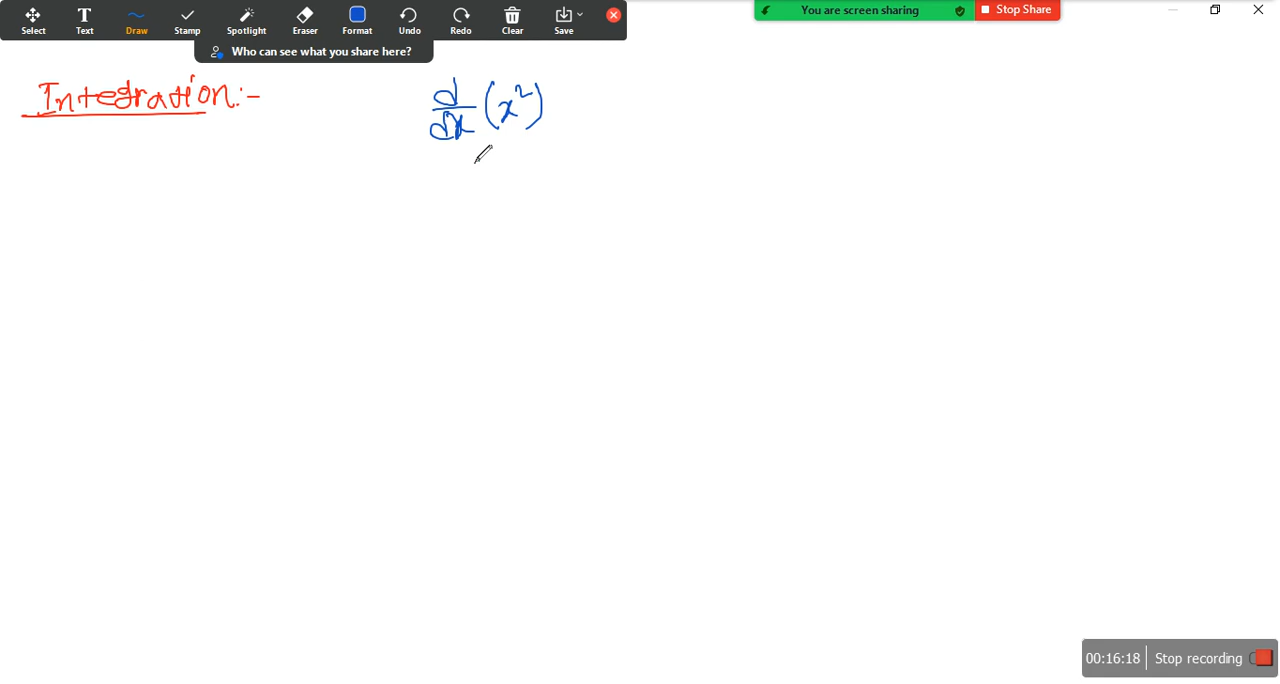 Select Text Draw Stamp Spotlight Eraser Format Undo Redo Clear Save
You are screen sharing Stop Share
Who can see what you share here?
Integration:-
d/dx (x²)
00:16:18 Stop recording